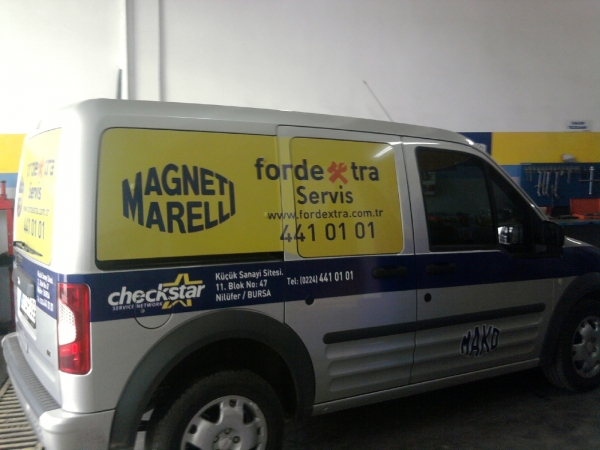 MAGNETI
MARELLI
fordextra
Servis
www.fordextra.com.tr
441 01 01
checkstar
SERVICE NETWORK
Küçük Sanayi Sitesi.
11. Blok No: 47
Nilüfer / BURSA
Tel: (0224) 441 01 01
MAKO
extra
Servis
441 01 01